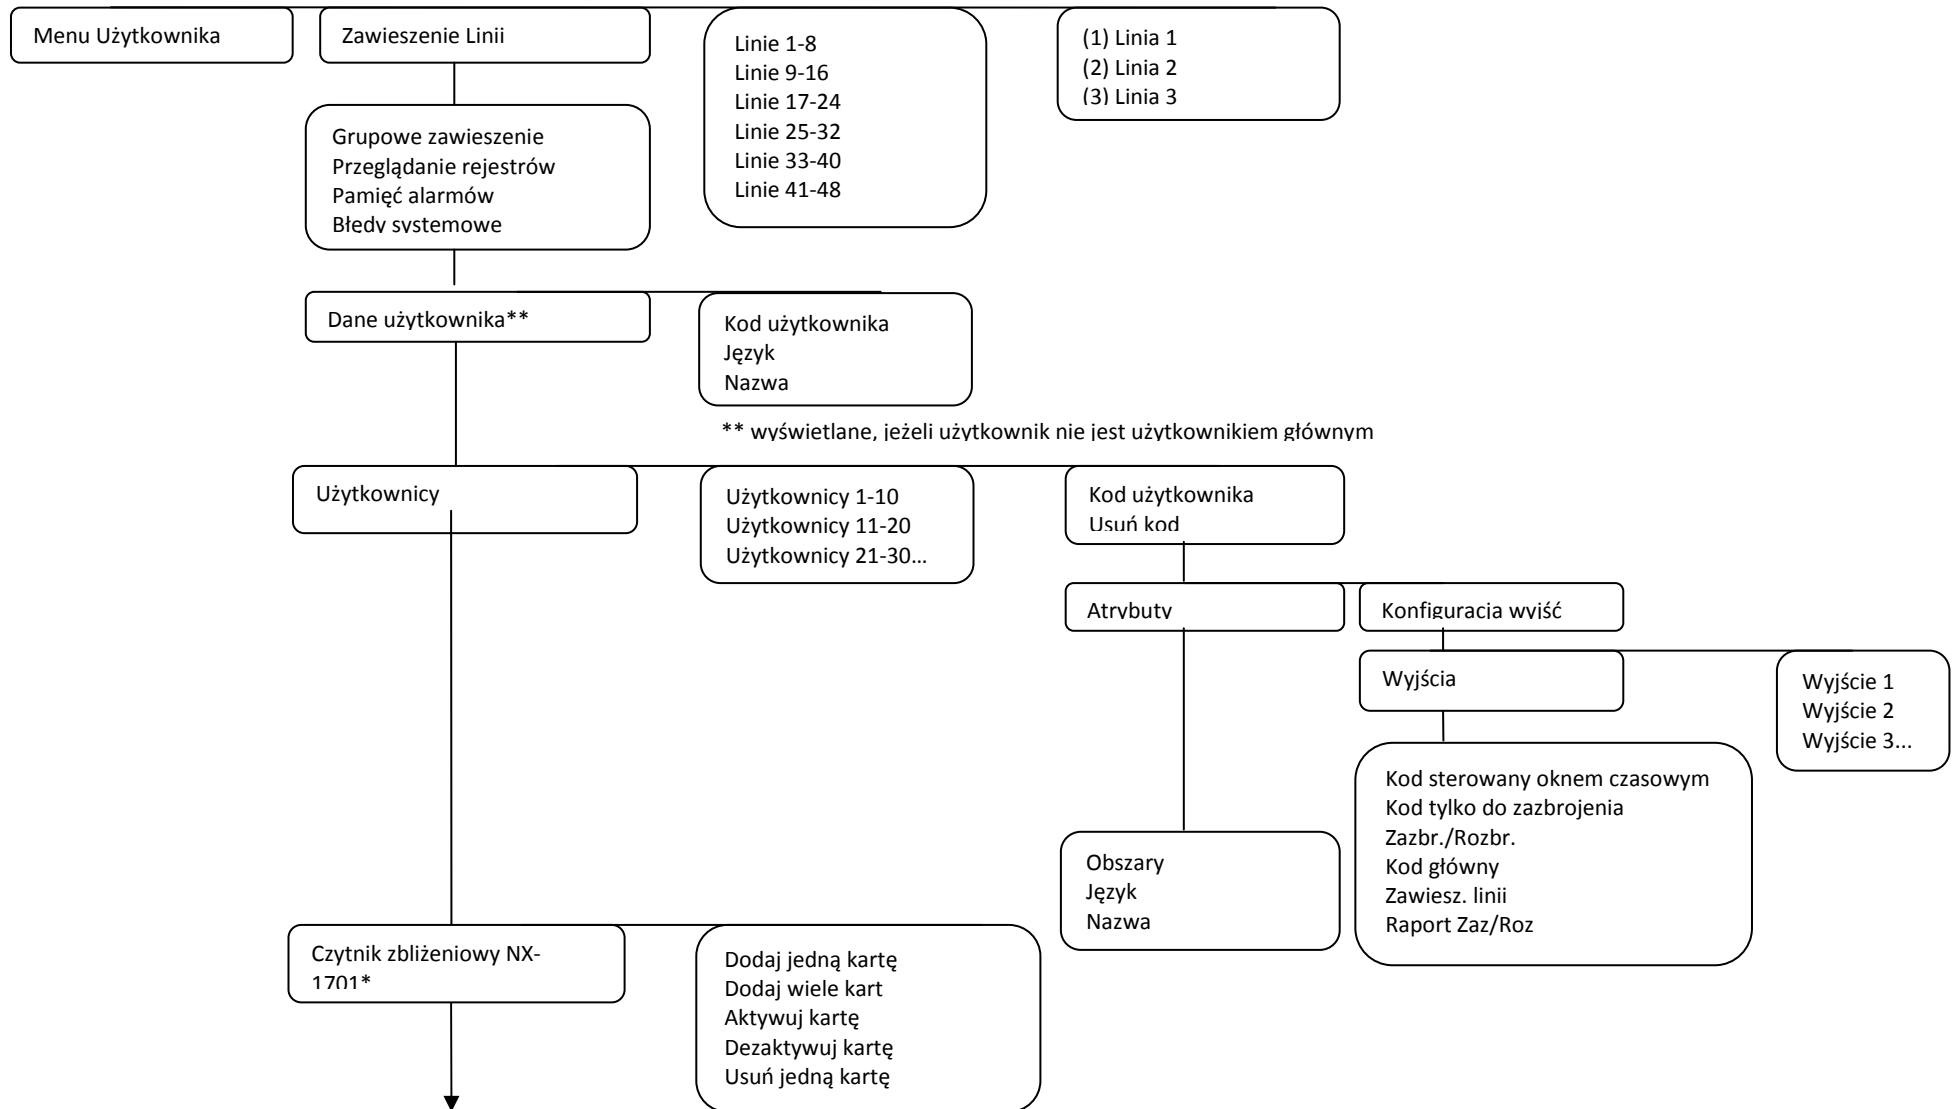 Menu Użytkownika
Zawieszenie Linii
Linie 1-8
Linie 9-16
Linie 17-24
Linie 25-32
Linie 33-40
Linie 41-48
(1) Linia 1
(2) Linia 2
(3) Linia 3
Grupowe zawieszenie
Przeglądanie rejestrów
Pamięć alarmów
Błędy systemowe
Dane użytkownika**
Kod użytkownika
Język
Nazwa
** wyświetlane, jeżeli użytkownik nie jest użytkownikiem głównym
Użytkownicy
Użytkownicy 1-10
Użytkownicy 11-20
Użytkownicy 21-30...
Kod użytkownika
Usuń kod
Atrybuty
Konfiguracja wyjść
Wyjścia
Wyjście 1
Wyjście 2
Wyjście 3...
Kod sterowany oknem czasowym
Kod tylko do zazbrojenia
Zazbr./Rozbr.
Kod główny
Zawiesz. linii
Raport Zaz/Roz
Obszary
Język
Nazwa
Czytnik zbliżeniowy NX-
1701*
Dodaj jedną kartę
Dodaj wiele kart
Aktywuj kartę
Dezaktywuj kartę
Usuń jedną kartę